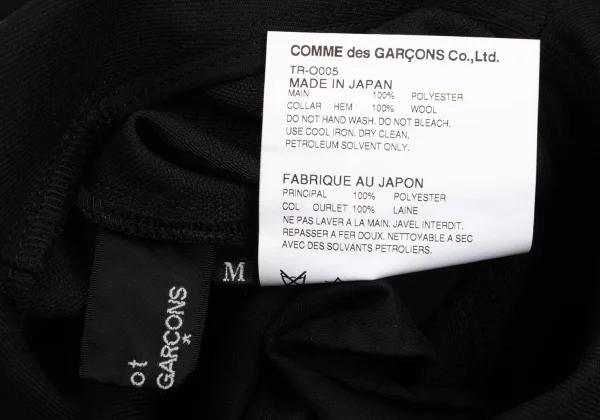 COMME des GARÇONS Co.,Ltd.
TR-O005
MADE IN JAPAN
MAIN 100% POLYESTER
COLLAR HEM 100% WOOL
DO NOT HAND WASH. DO NOT BLEACH.
USE COOL IRON. DRY CLEAN,
PETROLEUM SOLVENT ONLY.
FABRIQUE AU JAPON
PRINCIPAL 100% POLYESTER
COL OURLET 100% LAINE
NE PAS LAVER A LA MAIN. JAVEL INTERDIT.
REPASSER A FER DOUX. NETTOYABLE A SEC
AVEC DES SOLVANTS PETROLIERS.
M
ot
GARCONS